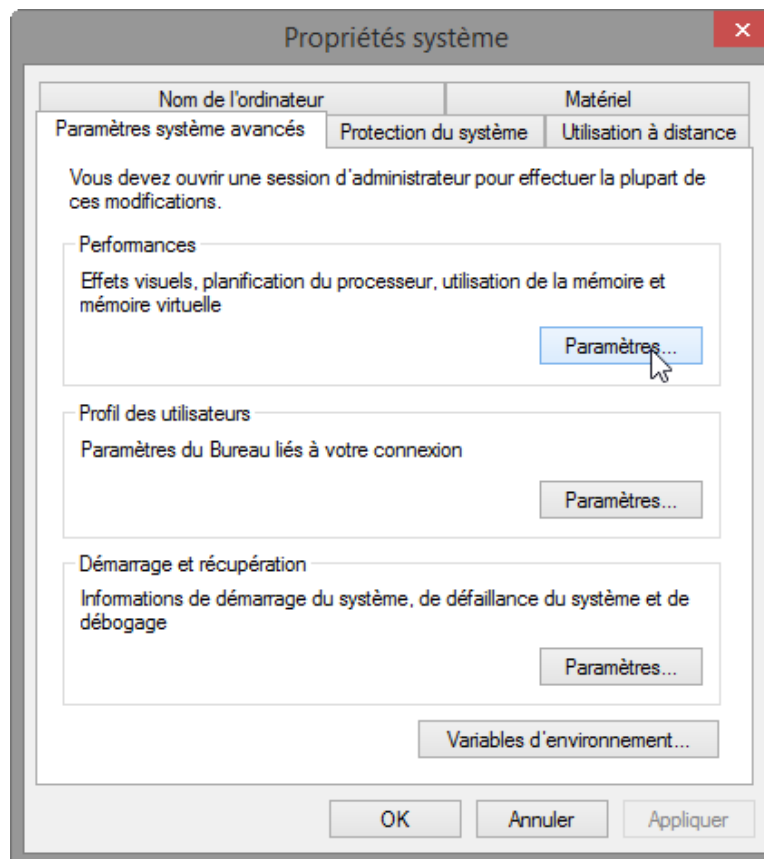 Propriétés système
Nom de l'ordinateur
Matériel
Paramètres système avancés
Protection du système
Utilisation à distance
Vous devez ouvrir une session d'administrateur pour effectuer la plupart de
ces modifications.
Performances
Effets visuels, planification du processeur, utilisation de la mémoire et
mémoire virtuelle
Paramètres...
Profil des utilisateurs
Paramètres du Bureau liés à votre connexion
Paramètres...
Démarrage et récupération
Informations de démarrage du système, de défaillance du système et de
débogage
Paramètres...
Variables d'environnement...
OK
Annuler
Appliquer